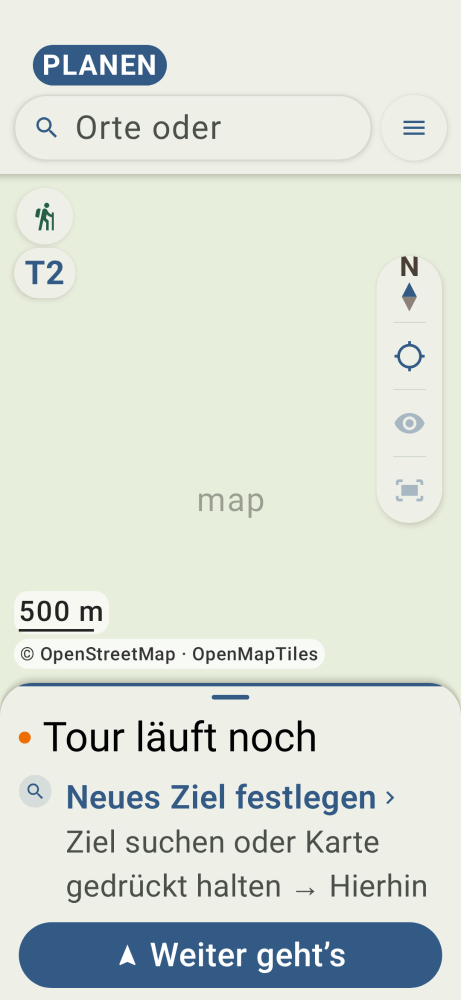 PLANEN
Orte oder
T2
N
map
500 m
© OpenStreetMap · OpenMapTiles
Tour läuft noch
Neues Ziel festlegen ›
Ziel suchen oder Karte
gedrückt halten → Hierhin
Weiter geht’s